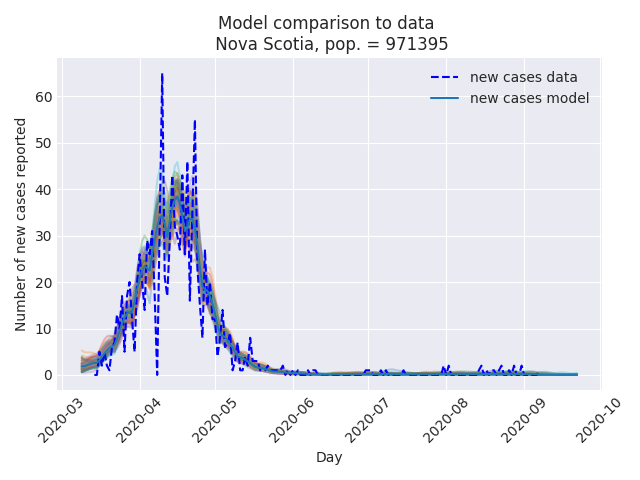 Model comparison to data
Nova Scotia, pop. = 971395
new cases data
new cases model
Number of new cases reported
60
50
40
30
20
10
0
2020-03
2020-04
2020-05
2020-06
2020-07
2020-08
2020-09
2020-10
Day